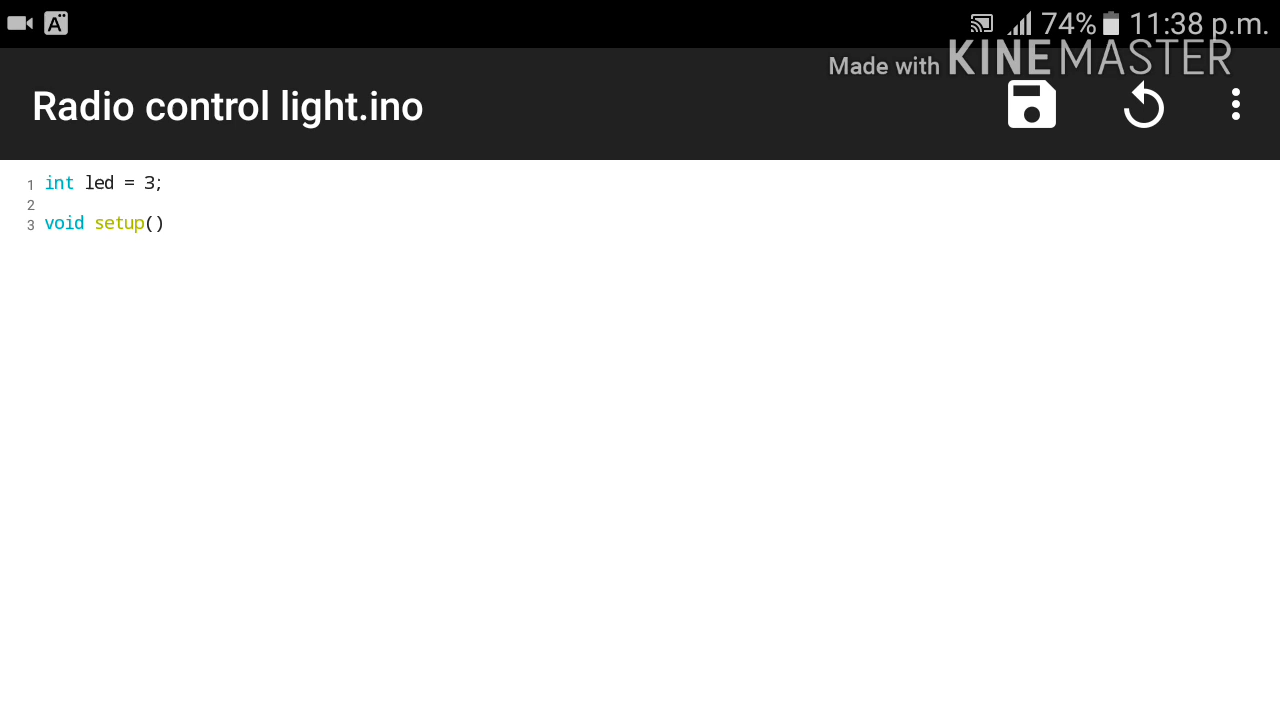 74% 11:38 p.m.
Made with KINEMASTER
Radio control light.ino
1 int led = 3;
2
3 void setup()